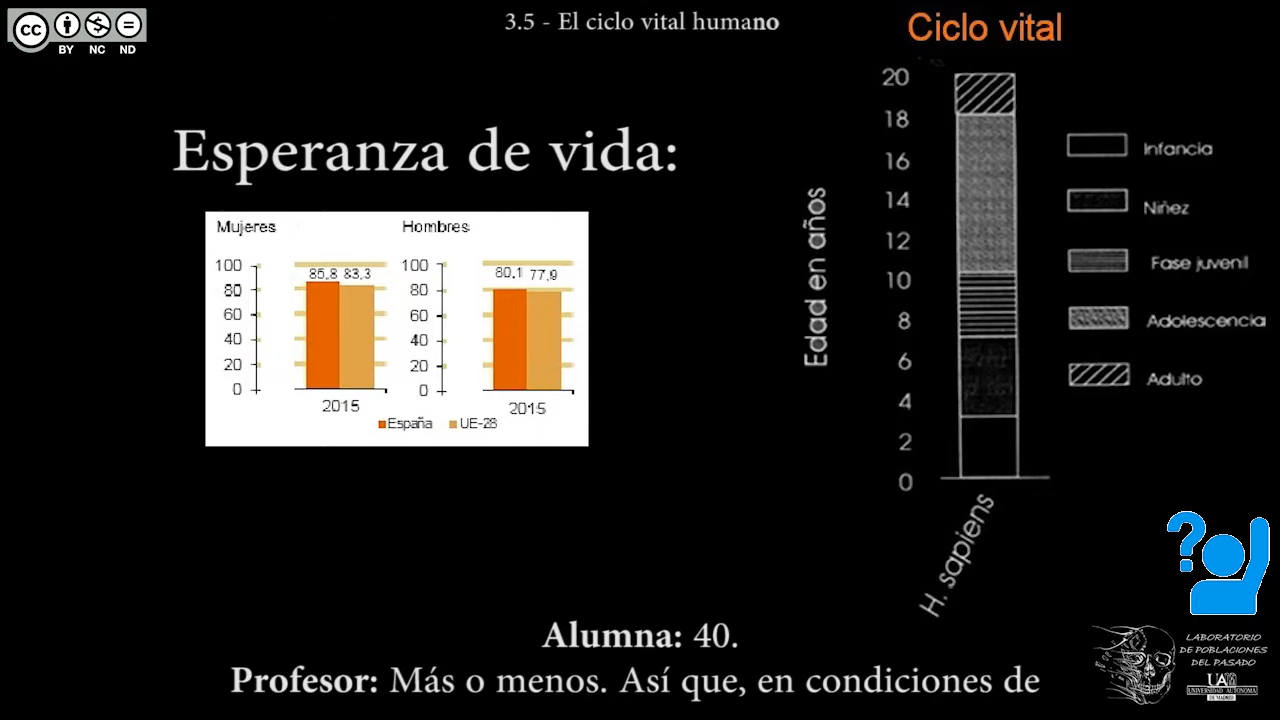 CC
BY NC ND
3.5 - El ciclo vital humano
Ciclo vital
Esperanza de vida:
Mujeres
100
80
60
40
20
0
85,8 83,3
2015
Hombres
100
80
60
40
20
0
80,1 77,9
2015
España UE-28
Edad en años
20
18
16
14
12
10
8
6
4
2
0
H. sapiens
Infancia
Niñez
Fase juvenil
Adolescencia
Adulto
?
Alumna: 40.
Profesor: Más o menos. Así que, en condiciones de
LABORATORIO
DE POBLACIONES
DEL PASADO
UAM
UNIVERSIDAD AUTONOMA
DE MADRID